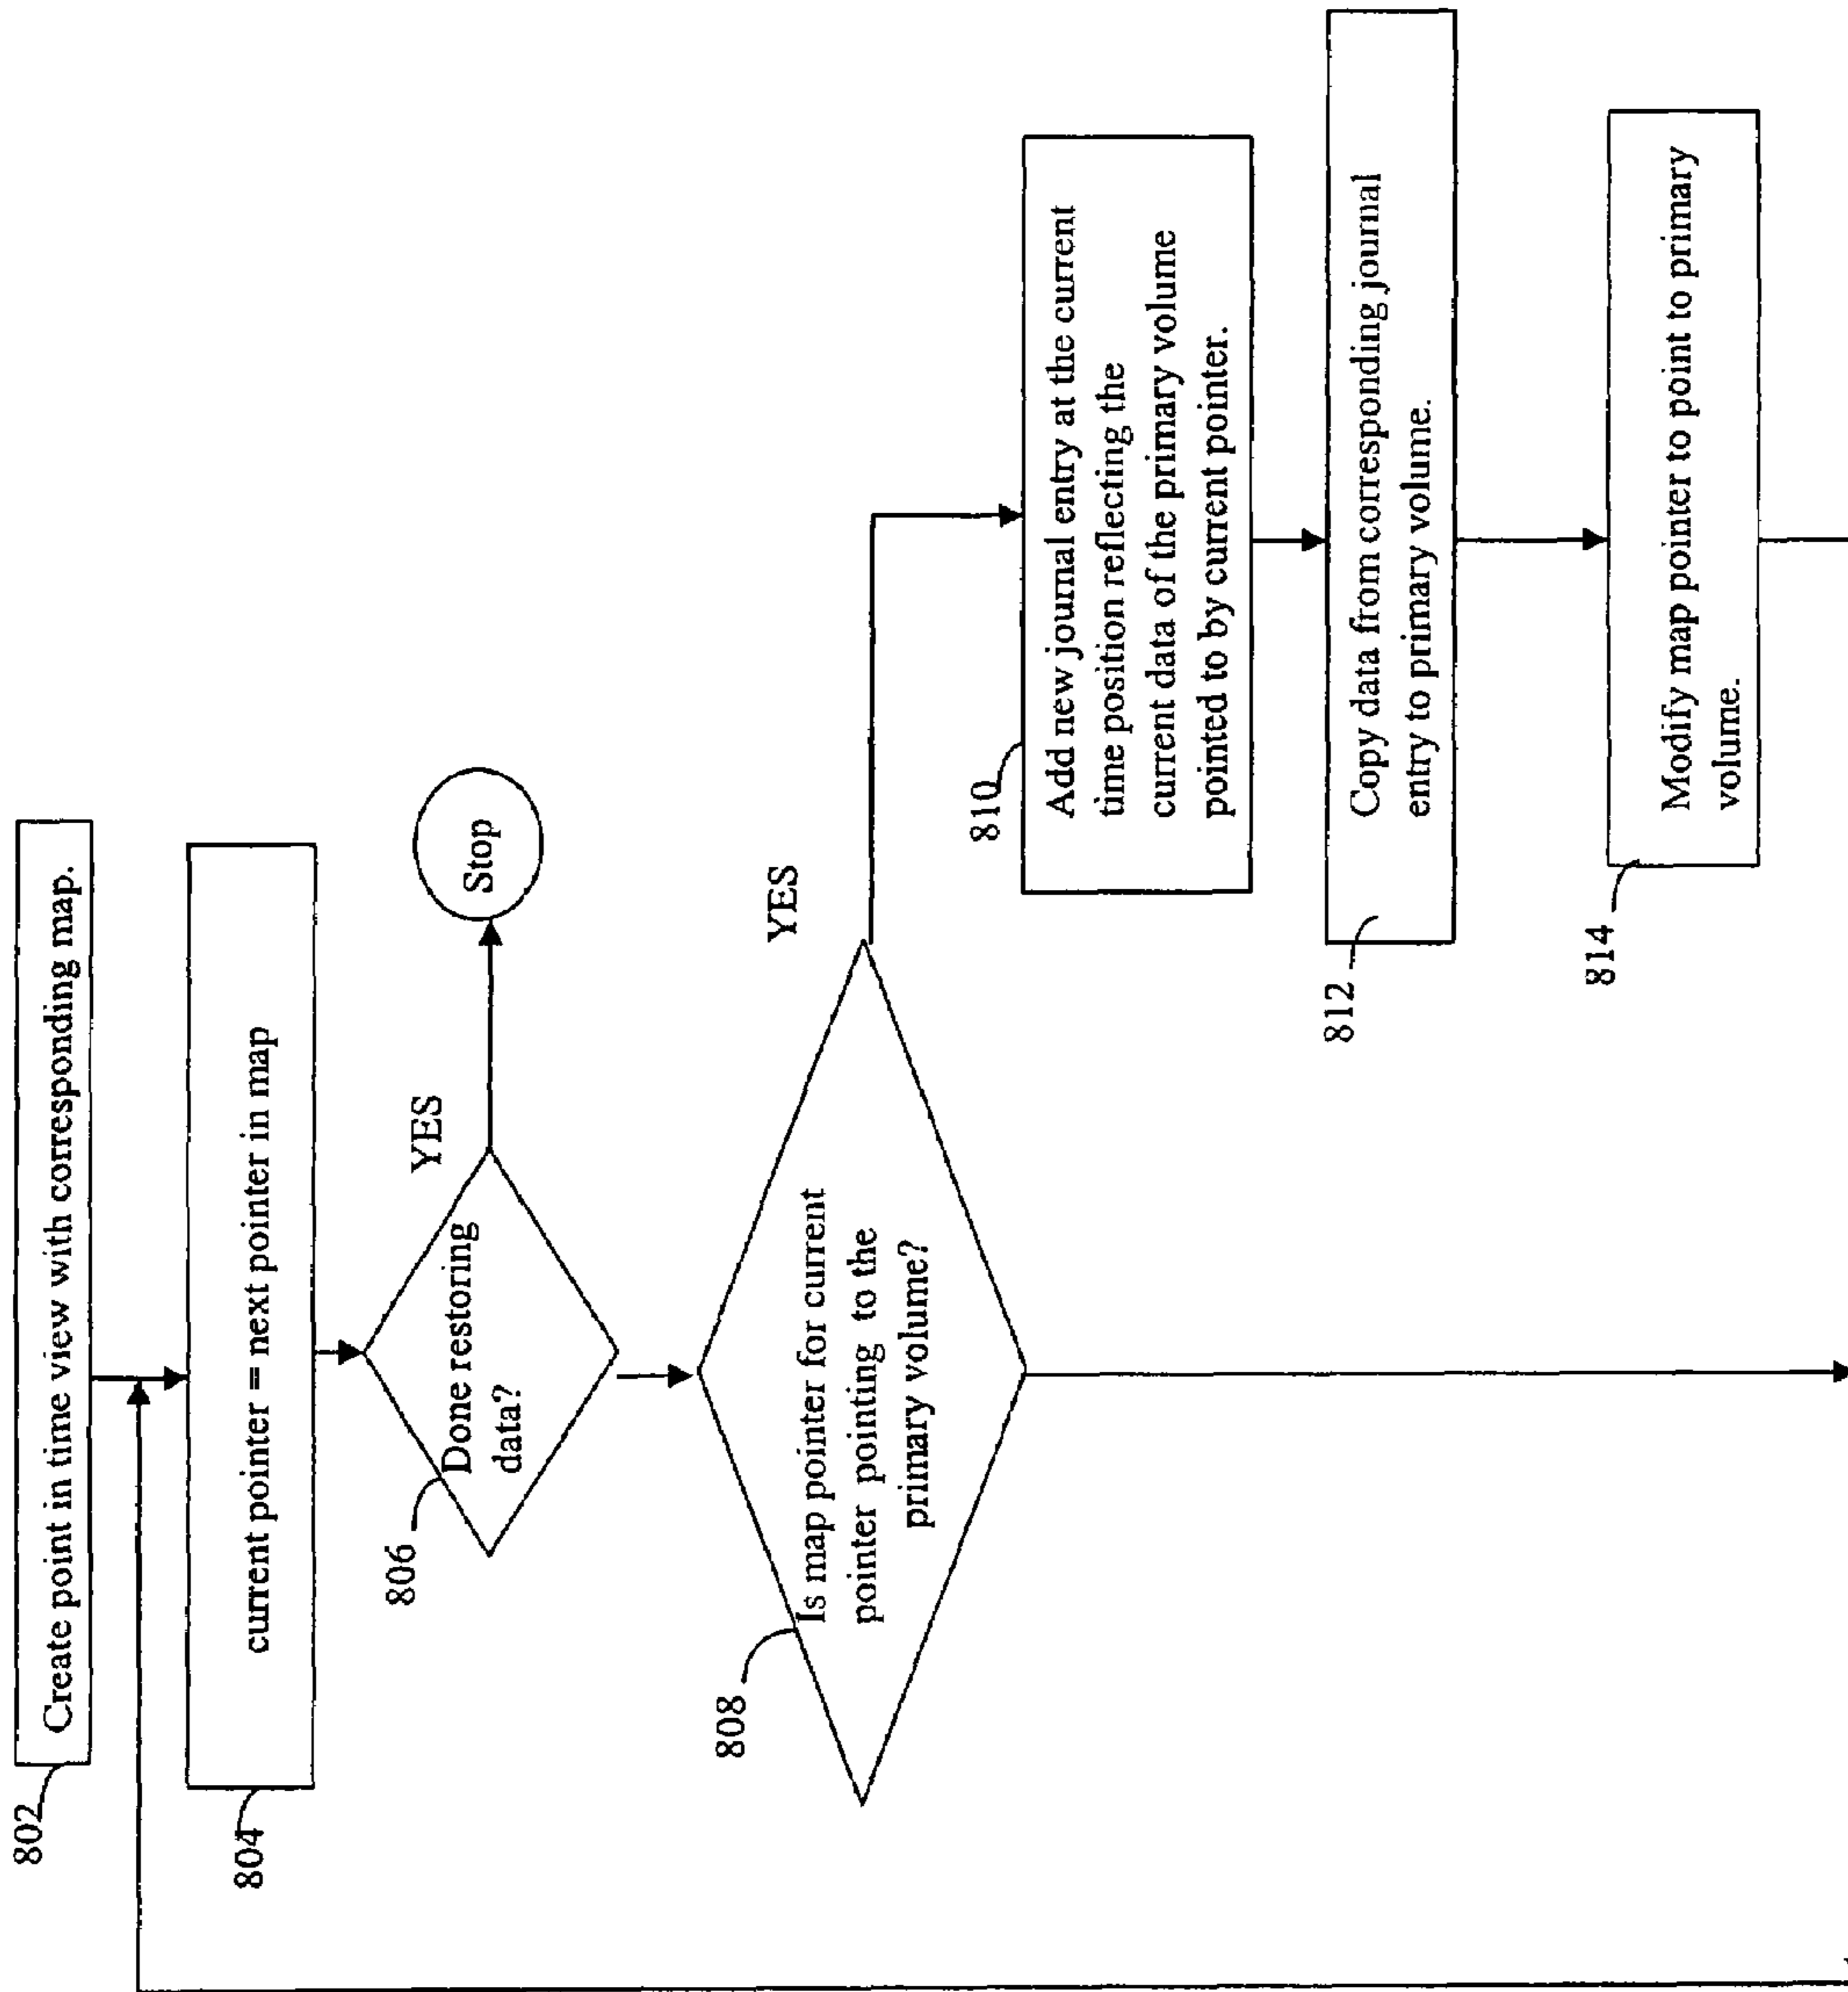 802
Create point in time view with corresponding map.
804
current pointer = next pointer in map
806
Done restoring
data?
YES
Stop
808
Is map pointer for current
pointer pointing to the
primary volume?
YES
810
Add new journal entry at the current
time position reflecting the
current data of the primary volume
pointed to by current pointer.
812
Copy data from corresponding journal
entry to primary volume.
814
Modify map pointer to point to primary
volume.